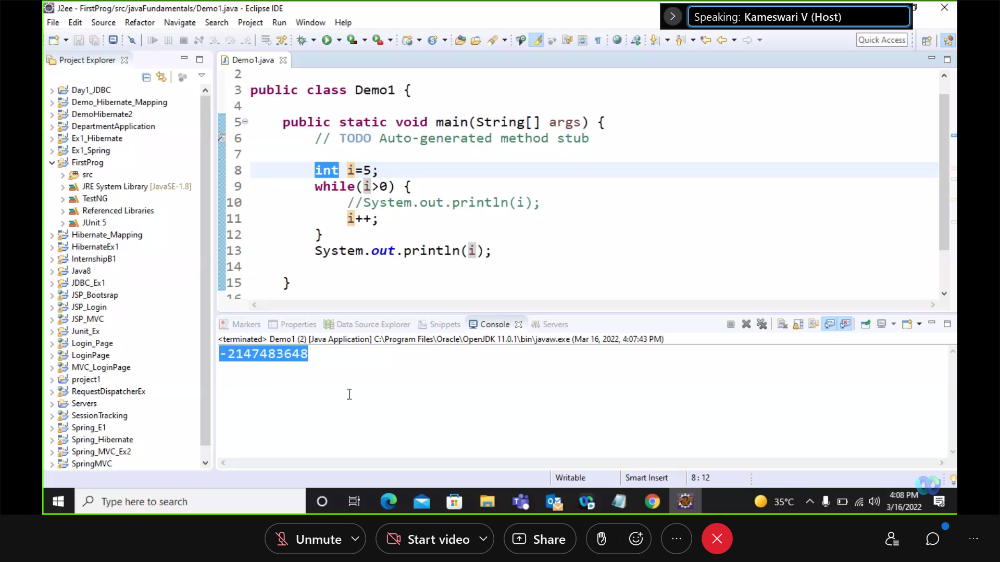 J2ee - FirstProg/src/javaFundamentals/Demo1.java - Eclipse IDE
Speaking: Kameswari V (Host)
File Edit Source Refactor Navigate Search Project Run Window Help
Quick Access
Project Explorer
Day1_JDBC
Demo_Hibernate_Mapping
DemoHibernate2
DepartmentApplication
Ex1_Hibernate
Ex1_Spring
FirstProg
src
JRE System Library [JavaSE-1.8]
TestNG
Referenced Libraries
JUnit 5
Hibernate_Mapping
HibernateEx1
InternshipB1
Java8
JDBC_Ex1
JSP_Bootsrap
JSP_Login
JSP_MVC
Junit_Ex
Login_Page
LoginPage
MVC_LoginPage
project1
RequestDispatcherEx
Servers
SessionTracking
Spring_E1
Spring_Hibernate
Spring_MVC_Ex2
SpringMVC
Demo1.java
2
3 public class Demo1 {
4
5 public static void main(String[] args) {
6 // TODO Auto-generated method stub
7
8 int i=5;
9 while(i>0) {
10 //System.out.println(i);
11 i++;
12 }
13 System.out.println(i);
14
15 }
16
Markers Properties Data Source Explorer Snippets Console Servers
<terminated> Demo1 (2) [Java Application] C:\Program Files\Oracle\OpenJDK 11.0.1\bin\javaw.exe (Mar 16, 2022, 4:07:43 PM)
-2147483648
Writable Smart Insert 8 : 12
Type here to search
35°C
4:08 PM
3/16/2022
Unmute Start video Share